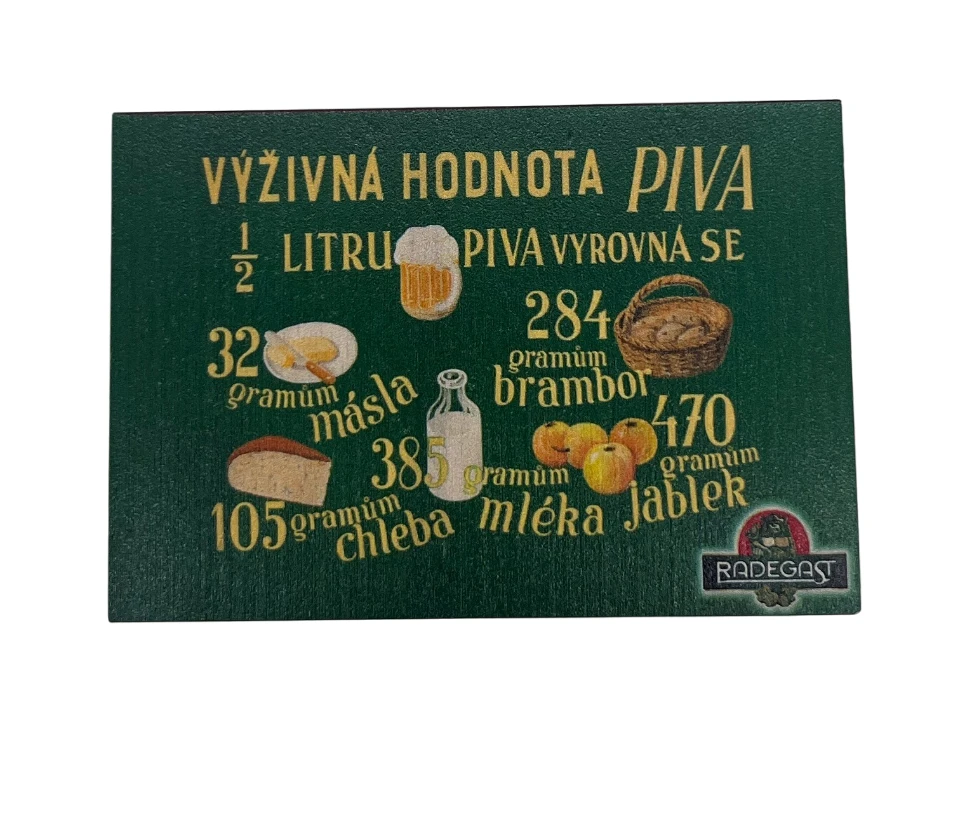 VÝŽIVNÁ HODNOTA PIVA
1/2 LITRU PIVA VYROVNÁ SE
32
gramům
másla
284
gramům
brambor
105 gramům
chleba
385 gramům
mléka
470
gramům
jablek
RADEGAST